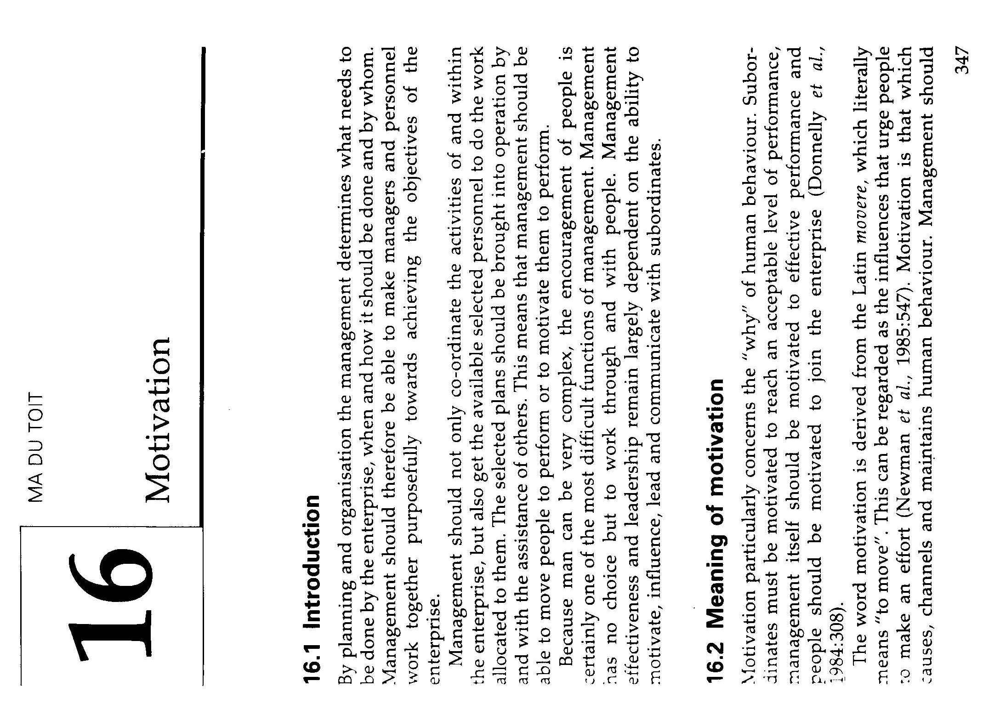 MA DU TOIT
16
Motivation
16.1 Introduction
By planning and organisation the management determines what needs to
be done by the enterprise, when and how it should be done and by whom.
Management should therefore be able to make managers and personnel
work together purposefully towards achieving the objectives of the
enterprise.
Management should not only co-ordinate the activities of and within
the enterprise, but also get the available selected personnel to do the work
allocated to them. The selected plans should be brought into operation by
and with the assistance of others. This means that management should be
able to move people to perform or to motivate them to perform.
Because man can be very complex, the encouragement of people is
certainly one of the most difficult functions of management. Management
has no choice but to work through and with people. Management
effectiveness and leadership remain largely dependent on the ability to
motivate, influence, lead and communicate with subordinates.
16.2 Meaning of motivation
Motivation particularly concerns the "why" of human behaviour. Subor-
dinates must be motivated to reach an acceptable level of performance,
management itself should be motivated to effective performance and
people should be motivated to join the enterprise (Donnelly et al.,
1984:308).
The word motivation is derived from the Latin movere, which literally
means "to move". This can be regarded as the influences that urge people
to make an effort (Newman et al., 1985:547). Motivation is that which
causes, channels and maintains human behaviour. Management should
347